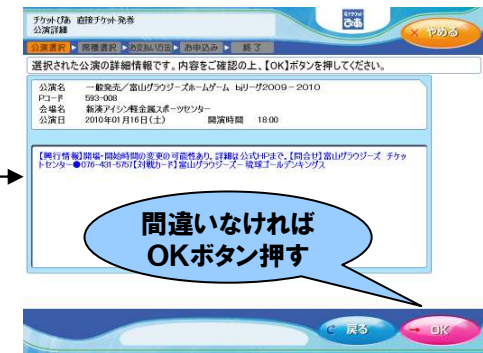 チケットぴあ 直接チケット発券
公演詳細
チケット
ぴあ
× やめる
公演選択 ▶ 席種選択 ▶ お支払い方法 ▶ お申込み ▶ 終了
選択された公演の詳細情報です。内容をご確認の上、【OK】ボタンを押してください。
公演名 一般発売/富山グラウジーズホームゲーム bjリーグ2009-2010
Pコード 593-008
会場名 新湊アイシン軽金属スポーツセンター
公演日 2010年01月16日(土) 開演時間 18:00
【興行情報】開場・開始時間の変更の可能性あり。詳細は公式HPまで。【問合せ】富山グラウジーズ チケッ
トセンター●076-431-5757【対戦カード】富山グラウジーズ-琉球ゴールデンキングス
間違いなければ
OKボタン押す
戻る
→ OK